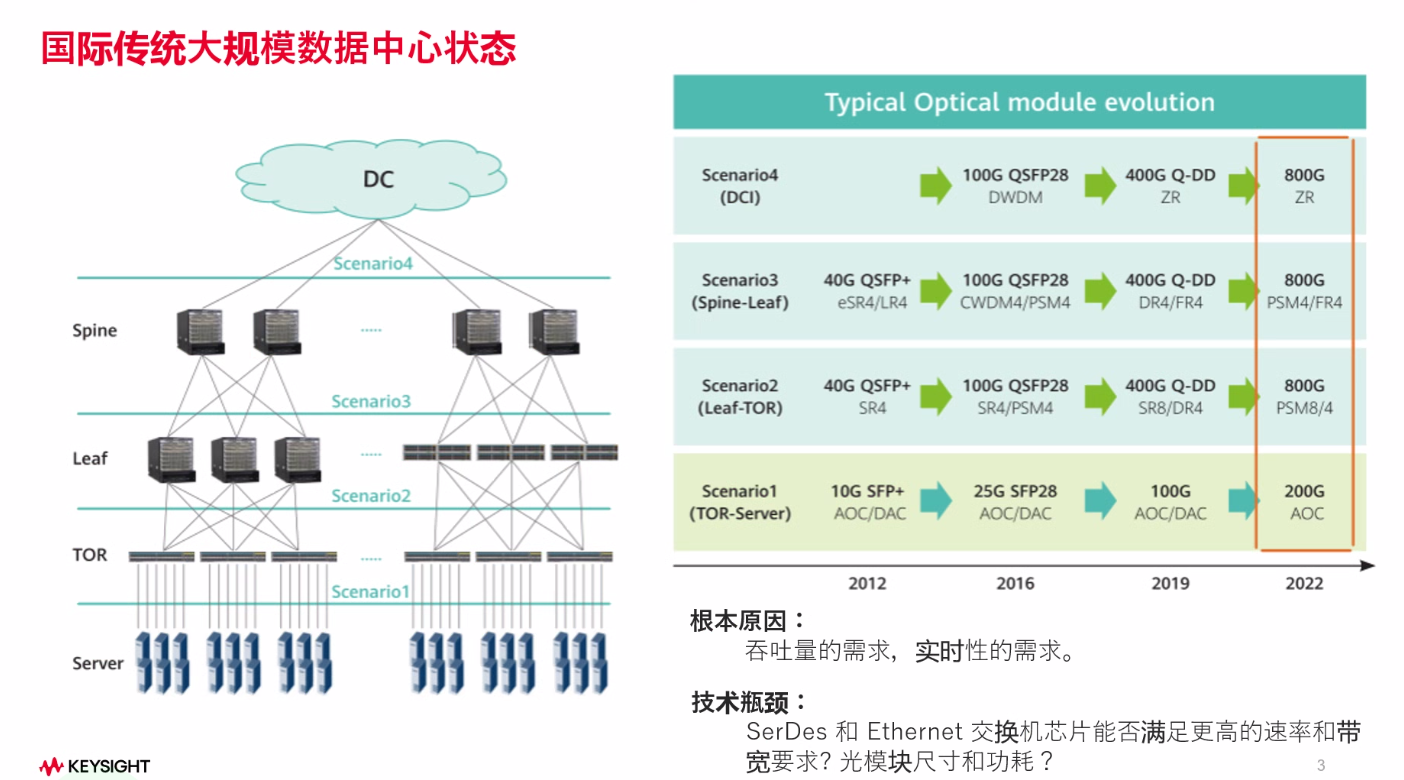 国际传统大规模数据中心状态
DC
Scenario4
Spine
.....
Scenario3
Leaf
.....
Scenario2
TOR
.....
Scenario1
Server
Typical Optical module evolution
Scenario4 100G QSFP28 400G Q-DD 800G
(DCI) DWDM ZR ZR
Scenario3 40G QSFP+ 100G QSFP28 400G Q-DD 800G
(Spine-Leaf) eSR4/LR4 CWDM4/PSM4 DR4/FR4 PSM4/FR4
Scenario2 40G QSFP+ 100G QSFP28 400G Q-DD 800G
(Leaf-TOR) SR4 SR4/PSM4 SR8/DR4 PSM8/4
Scenario1 10G SFP+ 25G SFP28 100G 200G
(TOR-Server) AOC/DAC AOC/DAC AOC/DAC AOC
2012 2016 2019 2022
根本原因：
吞吐量的需求，实时性的需求。
技术瓶颈：
SerDes 和 Ethernet 交换机芯片能否满足更高的速率和带
宽要求? 光模块尺寸和功耗？
KEYSIGHT
3